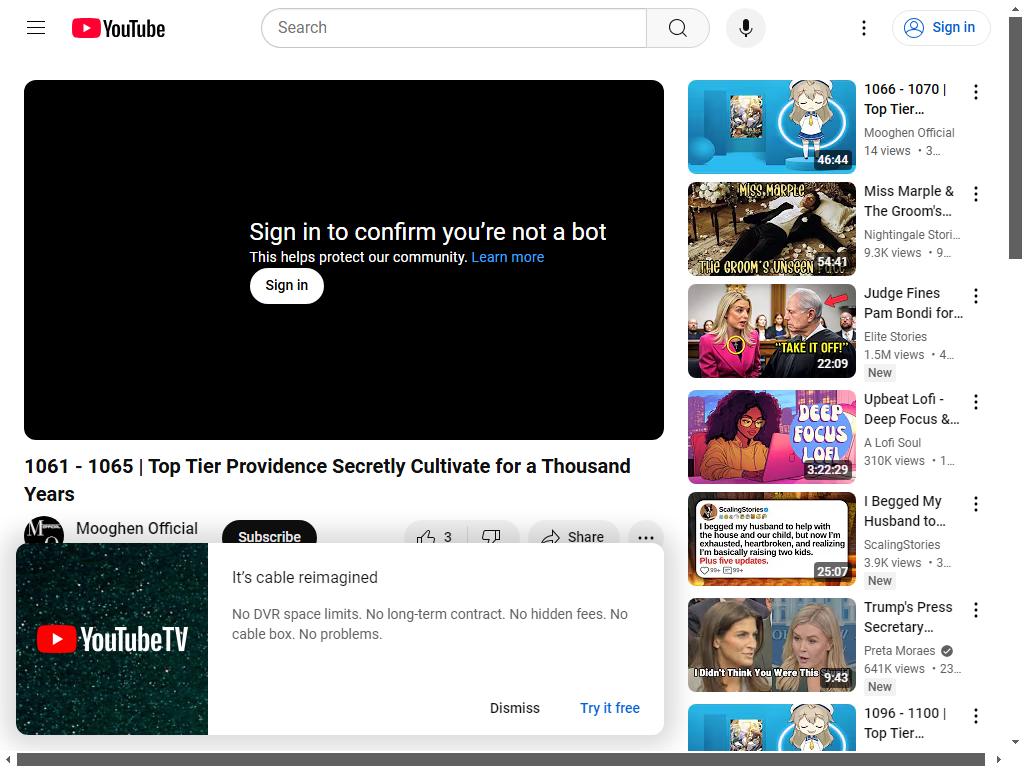 YouTube
Search
Sign in
Sign in to confirm you’re not a bot
This helps protect our community. Learn more
Sign in
1061 - 1065 | Top Tier Providence Secretly Cultivate for a Thousand
Years
Mooghen Official
Subscribe
3
Share
YouTubeTV
It’s cable reimagined
No DVR space limits. No long-term contract. No hidden fees. No
cable box. No problems.
Dismiss
Try it free
46:44
1066 - 1070 |
Top Tier…
Mooghen Official
14 views • 3…
MISS MARPLE
THE GROOM'S UNSEEN
54:41
Miss Marple &
The Groom's…
Nightingale Stori…
9.3K views • 9…
"TAKE IT OFF!"
22:09
Judge Fines
Pam Bondi for…
Elite Stories
1.5M views • 4…
New
DEEP
FOCUS
LOFI
3:22:29
Upbeat Lofi -
Deep Focus &…
A Lofi Soul
310K views • 1…
ScalingStories
I begged my husband to help with
the house and our child, but now I'm
exhausted, heartbroken, and realizing
I'm basically raising two kids.
Plus five updates.
99+ 99+
25:07
I Begged My
Husband to…
ScalingStories
3.9K views • 3…
New
I Didn't Think You Were This
9:43
Trump's Press
Secretary…
Preta Moraes
641K views • 23…
New
1096 - 1100 |
Top Tier…